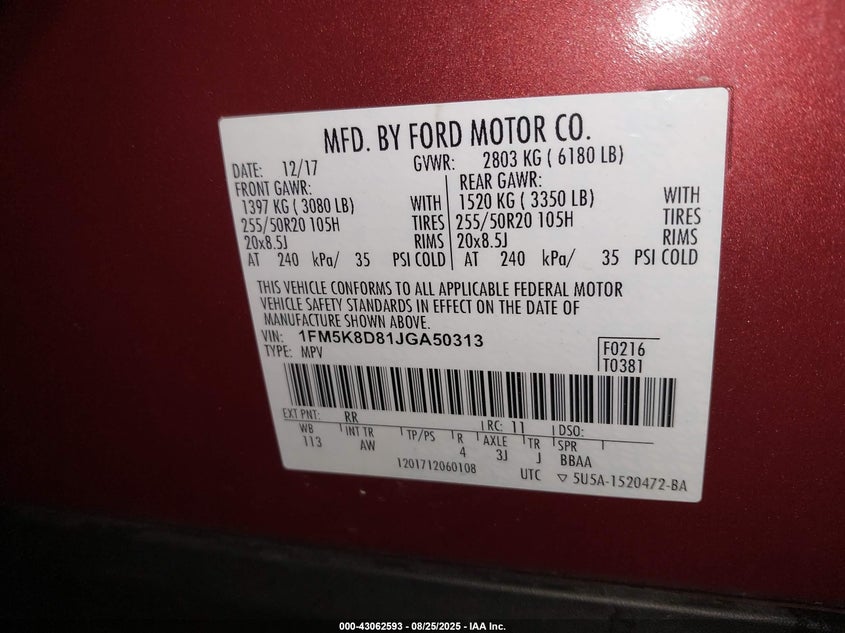 MFD. BY FORD MOTOR CO.
DATE: 12/17 GVWR: 2803 KG ( 6180 LB)
FRONT GAWR: REAR GAWR:
1397 KG ( 3080 LB) WITH 1520 KG ( 3350 LB) WITH
255/50R20 105H TIRES 255/50R20 105H TIRES
20x8.5J RIMS 20x8.5J RIMS
AT 240 kPa/ 35 PSI COLD AT 240 kPa/ 35 PSI COLD
THIS VEHICLE CONFORMS TO ALL APPLICABLE FEDERAL MOTOR
VEHICLE SAFETY STANDARDS IN EFFECT ON THE DATE OF
MANUFACTURE SHOWN ABOVE.
VIN: 1FM5K8D81JGA50313
TYPE: MPV
F0216
T0381
EXT PNT: RR RC: 11 DSO:
WB INT TR TP/PS R AXLE TR SPR
113 AW 4 3J J BBAA
1201712060108 UTC ▽ 5U5A-1520472-BA
000-43062593 - 08/25/2025 - IAA Inc.